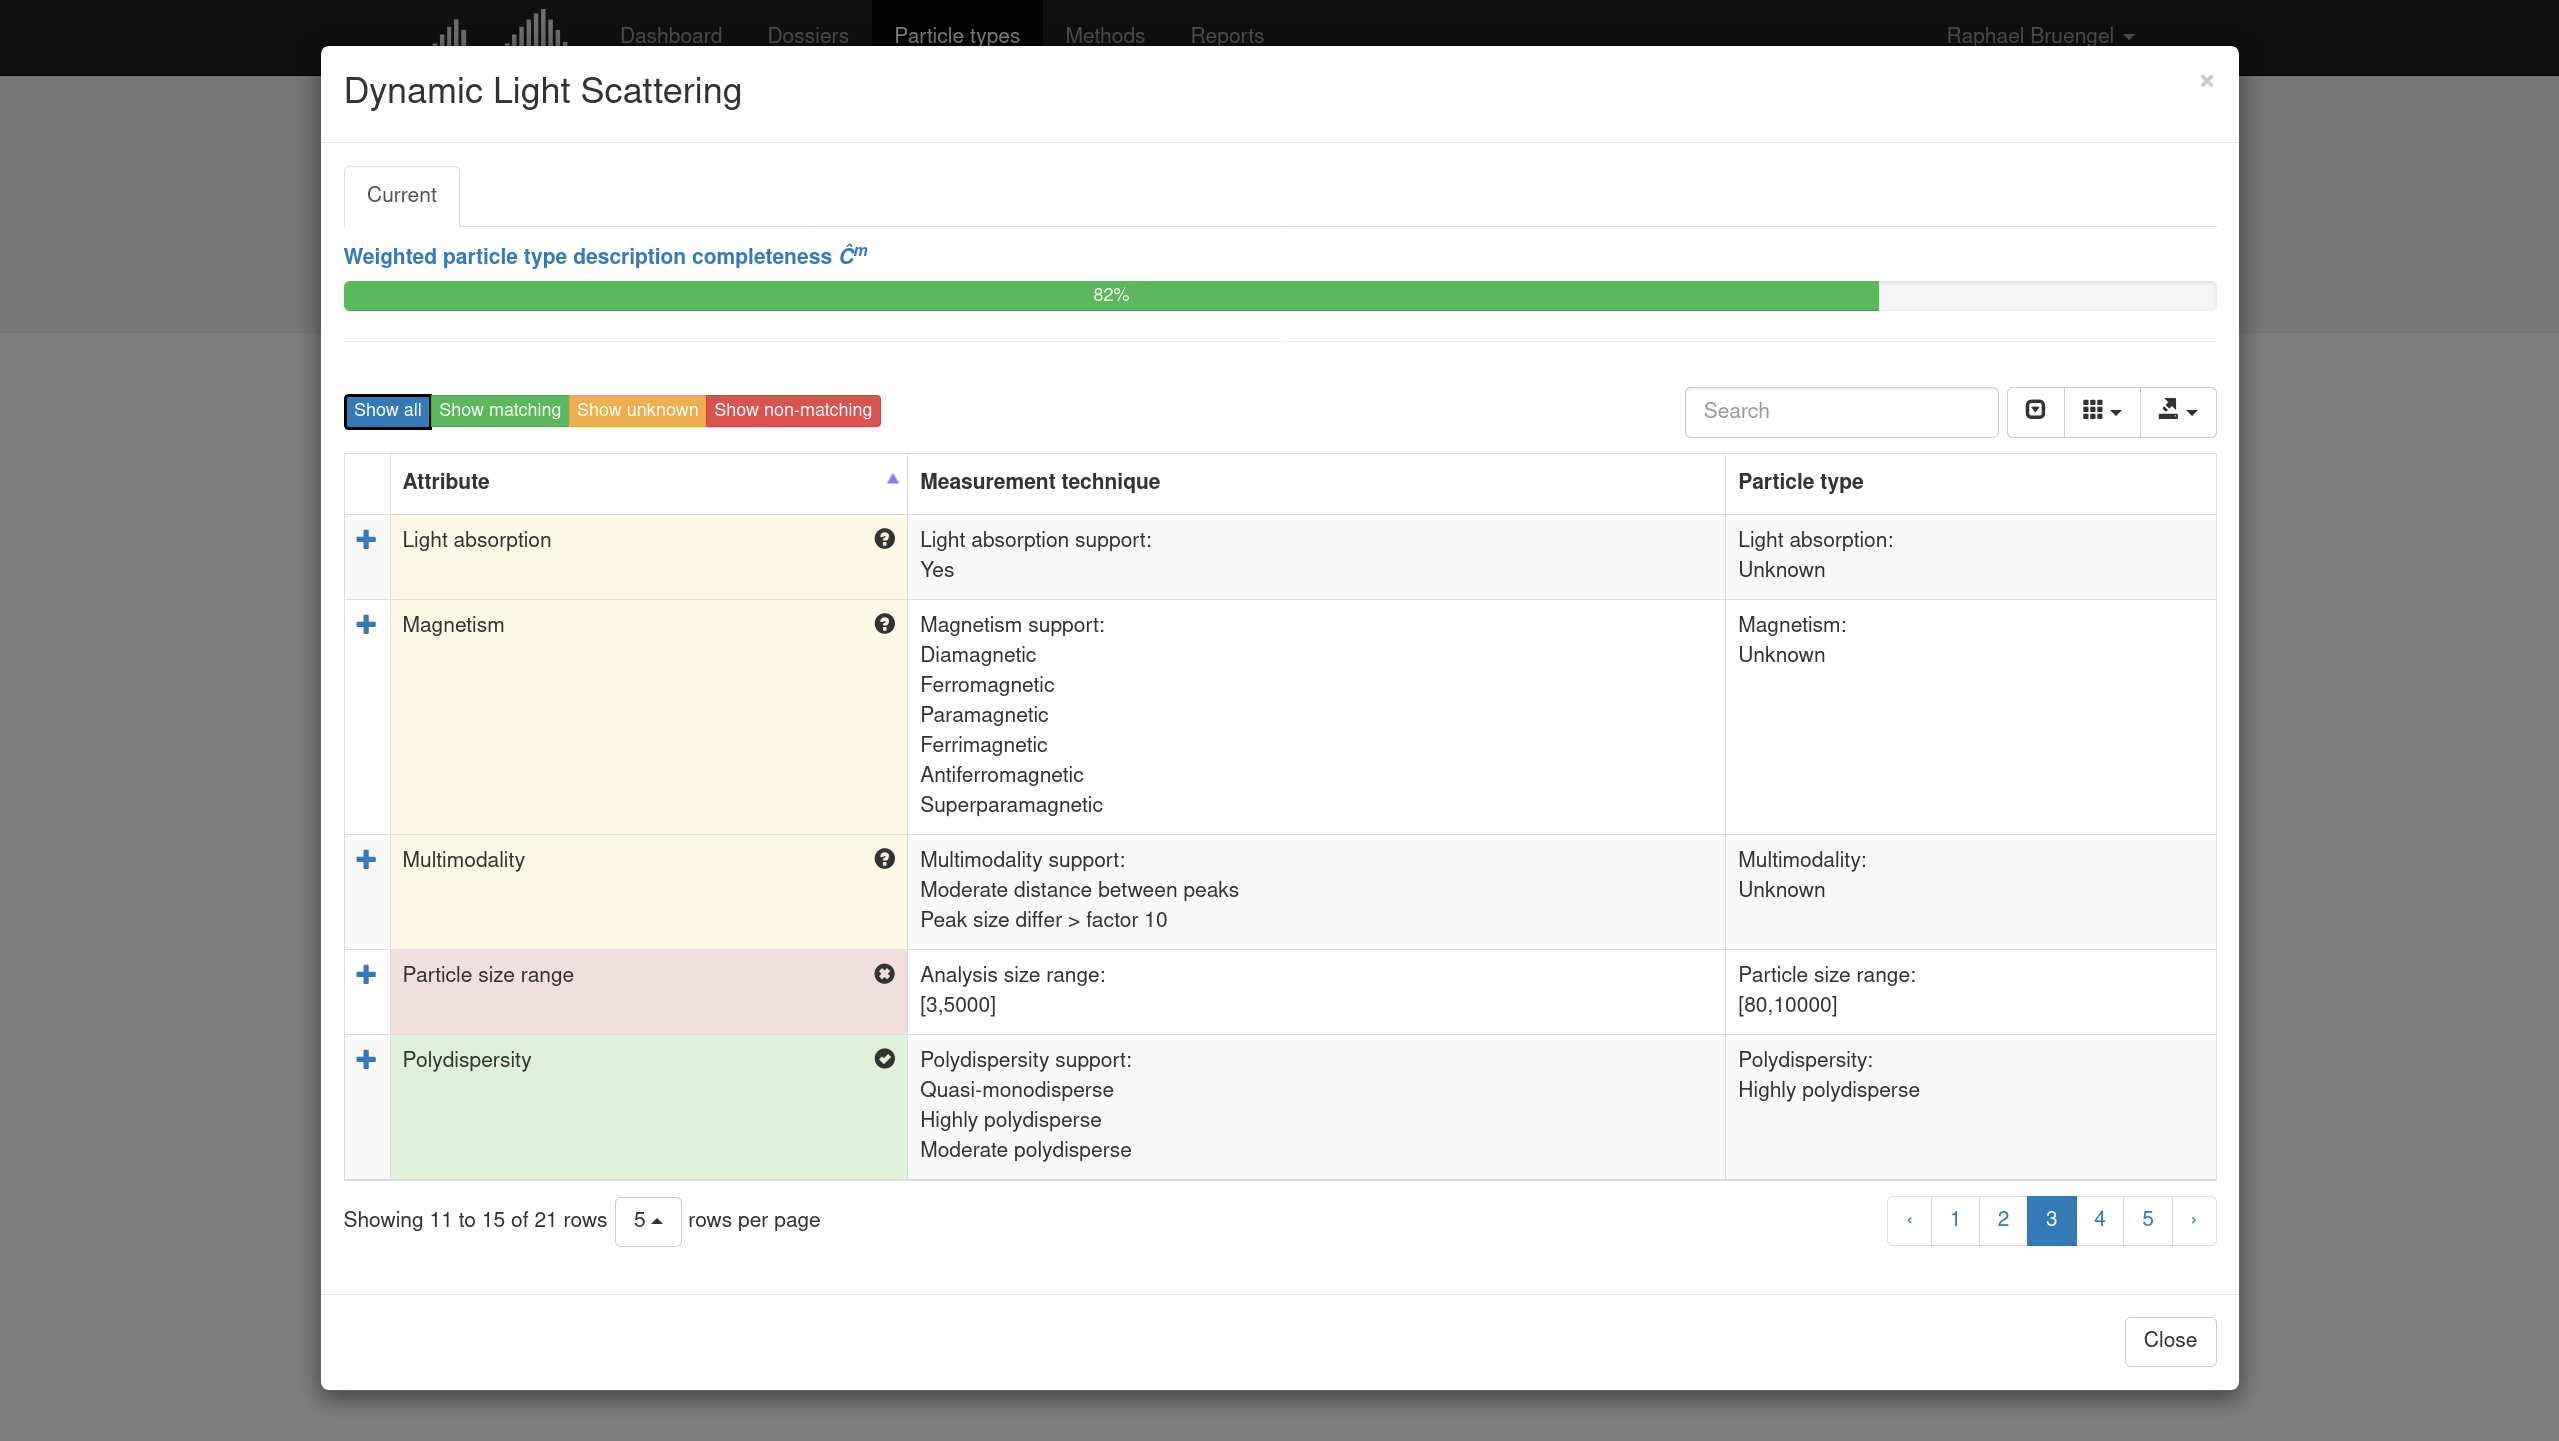 Dashboard Dossiers Particle types Methods Reports Raphael Bruengel
Dynamic Light Scattering
×
Current
Weighted particle type description completeness Ĉᵐ
82%
Show all Show matching Show unknown Show non-matching
Search
Attribute Measurement technique Particle type
Light absorption Light absorption support: Light absorption:
Yes Unknown
Magnetism Magnetism support: Magnetism:
Diamagnetic Unknown
Ferromagnetic
Paramagnetic
Ferrimagnetic
Antiferromagnetic
Superparamagnetic
Multimodality Multimodality support: Multimodality:
Moderate distance between peaks Unknown
Peak size differ > factor 10
Particle size range Analysis size range: Particle size range:
[3,5000] [80,10000]
Polydispersity Polydispersity support: Polydispersity:
Quasi-monodisperse Highly polydisperse
Highly polydisperse
Moderate polydisperse
Showing 11 to 15 of 21 rows 5 rows per page ‹ 1 2 3 4 5 ›
Close